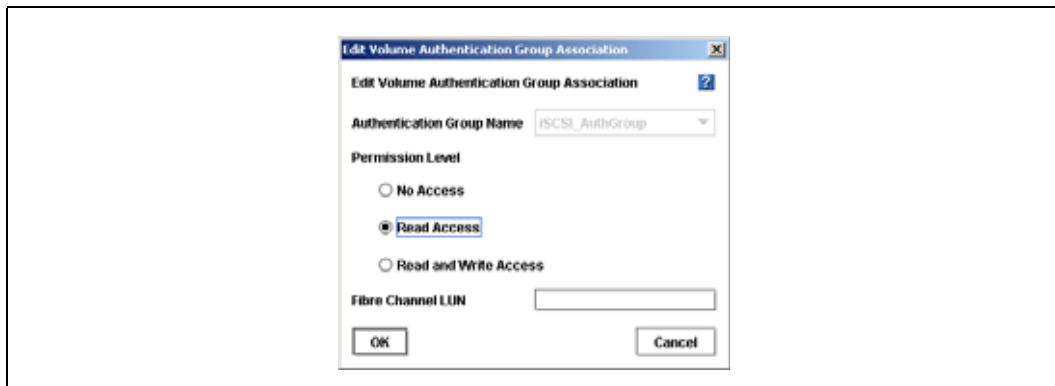 Edit Volume Authentication Group Association
Edit Volume Authentication Group Association
Authentication Group Name iSCSI_AuthGroup
Permission Level
No Access
Read Access
Read and Write Access
Fibre Channel LUN
OK Cancel